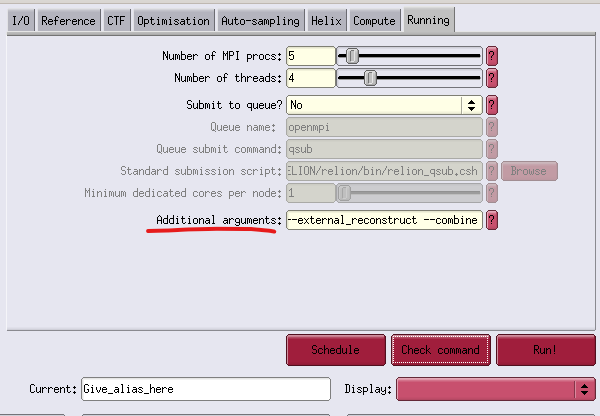 I/O Reference CTF Optimisation Auto-sampling Helix Compute Running
Number of MPI procs: 5 ?
Number of threads: 4 ?
Submit to queue? No ?
Queue name: openmpi ?
Queue submit command: qsub ?
Standard submission script: ELION/relion/bin/relion_qsub.csh ? Browse
Minimum dedicated cores per node: 1 ?
Additional arguments: --external_reconstruct --combine ?
Schedule Check command Run!
Current: Give_alias_here Display: